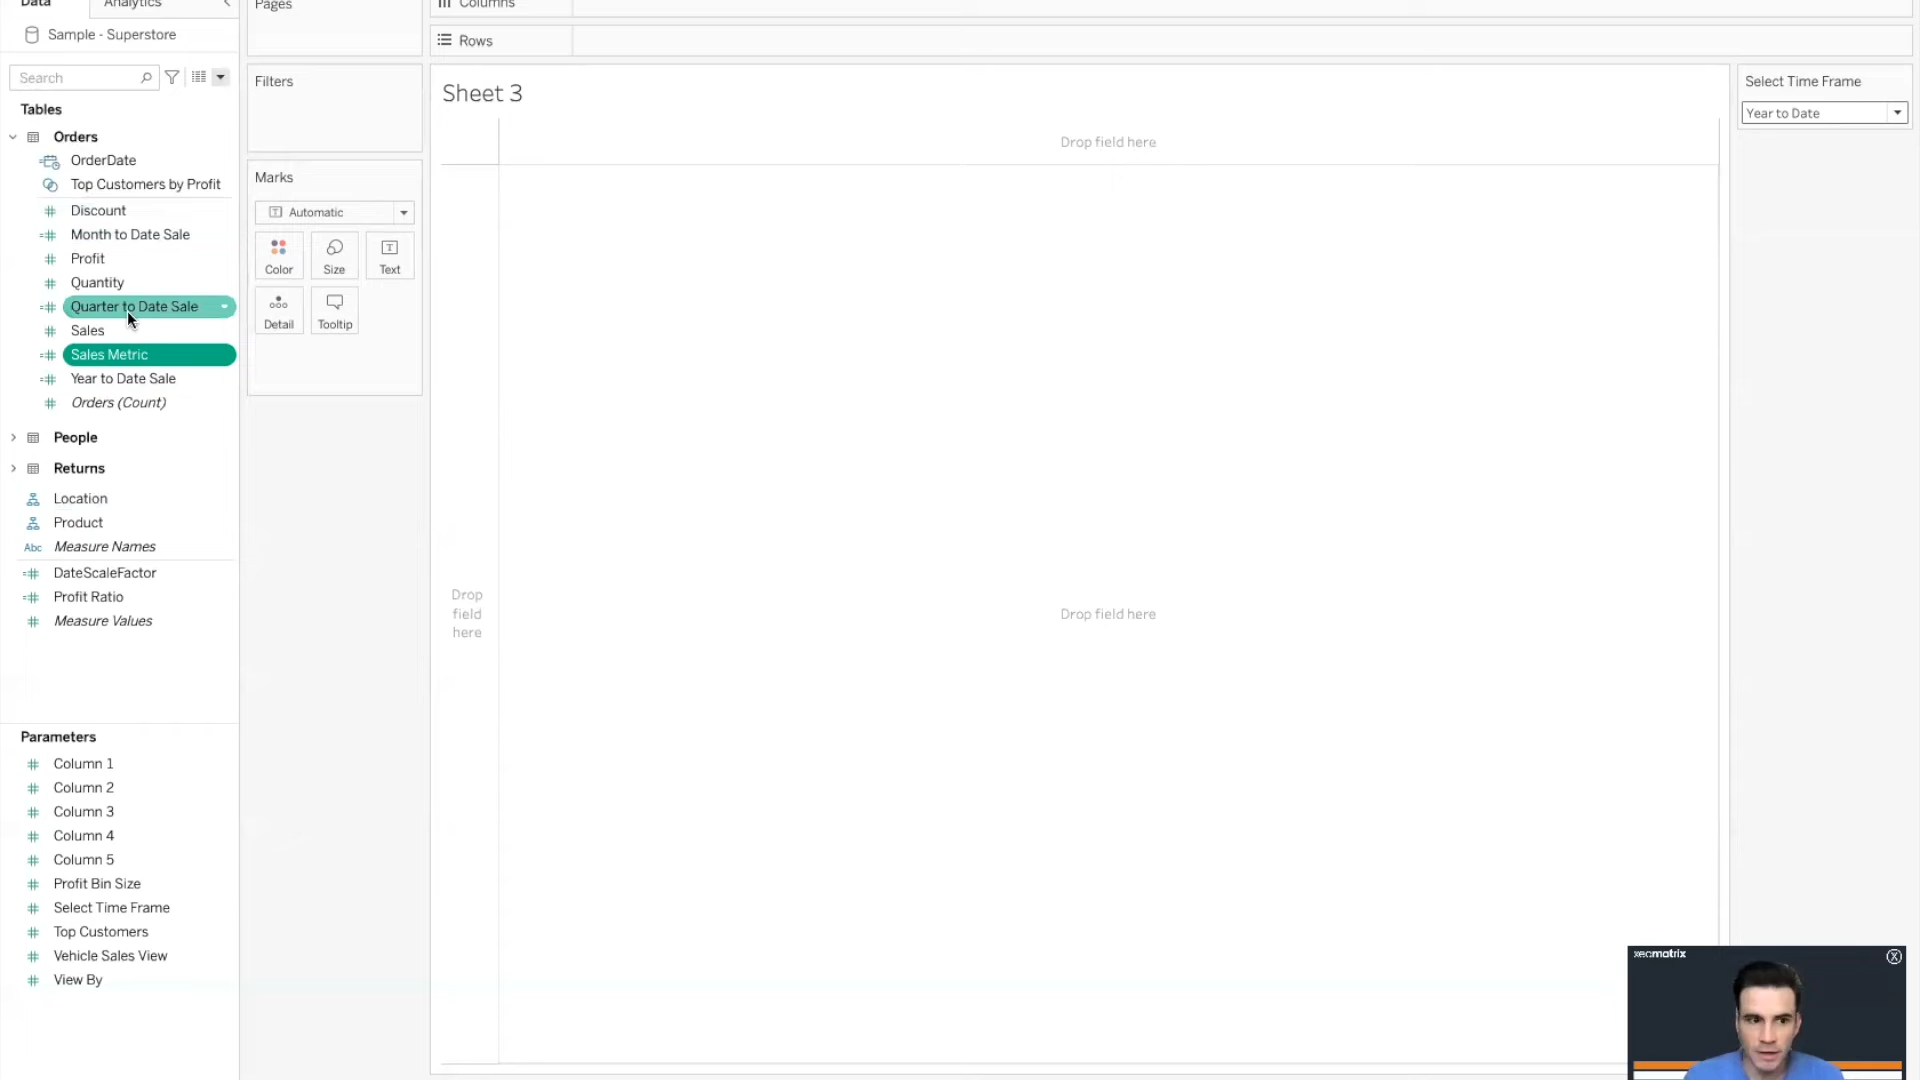 Data
Analytics
Pages
Columns
Sample - Superstore
Rows
Search
Filters
Sheet 3
Select Time Frame
Year to Date
Tables
Orders
OrderDate
Top Customers by Profit
Discount
Month to Date Sale
Profit
Quantity
Quarter to Date Sale
Sales
Sales Metric
Year to Date Sale
Orders (Count)
People
Returns
Location
Product
Abc Measure Names
DateScaleFactor
Profit Ratio
Measure Values
Parameters
Column 1
Column 2
Column 3
Column 4
Column 5
Profit Bin Size
Select Time Frame
Top Customers
Vehicle Sales View
View By
Marks
Automatic
Color
Size
Text
Detail
Tooltip
Drop field here
Drop
field
here
Drop field here
xeomatrix